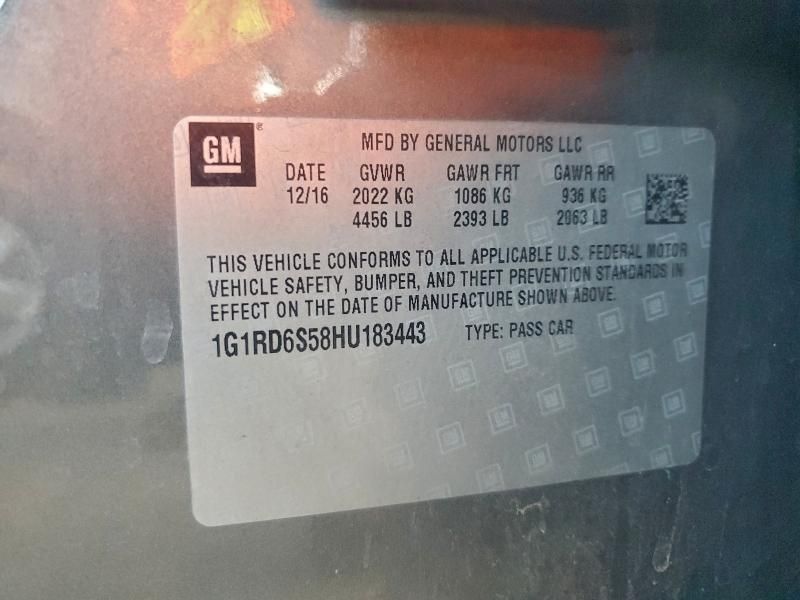 GM®
MFD BY GENERAL MOTORS LLC
DATE GVWR GAWR FRT GAWR RR
12/16 2022 KG 1086 KG 936 KG
4456 LB 2393 LB 2063 LB
THIS VEHICLE CONFORMS TO ALL APPLICABLE U.S. FEDERAL MOTOR
VEHICLE SAFETY, BUMPER, AND THEFT PREVENTION STANDARDS IN
EFFECT ON THE DATE OF MANUFACTURE SHOWN ABOVE.
1G1RD6S58HU183443 TYPE: PASS CAR